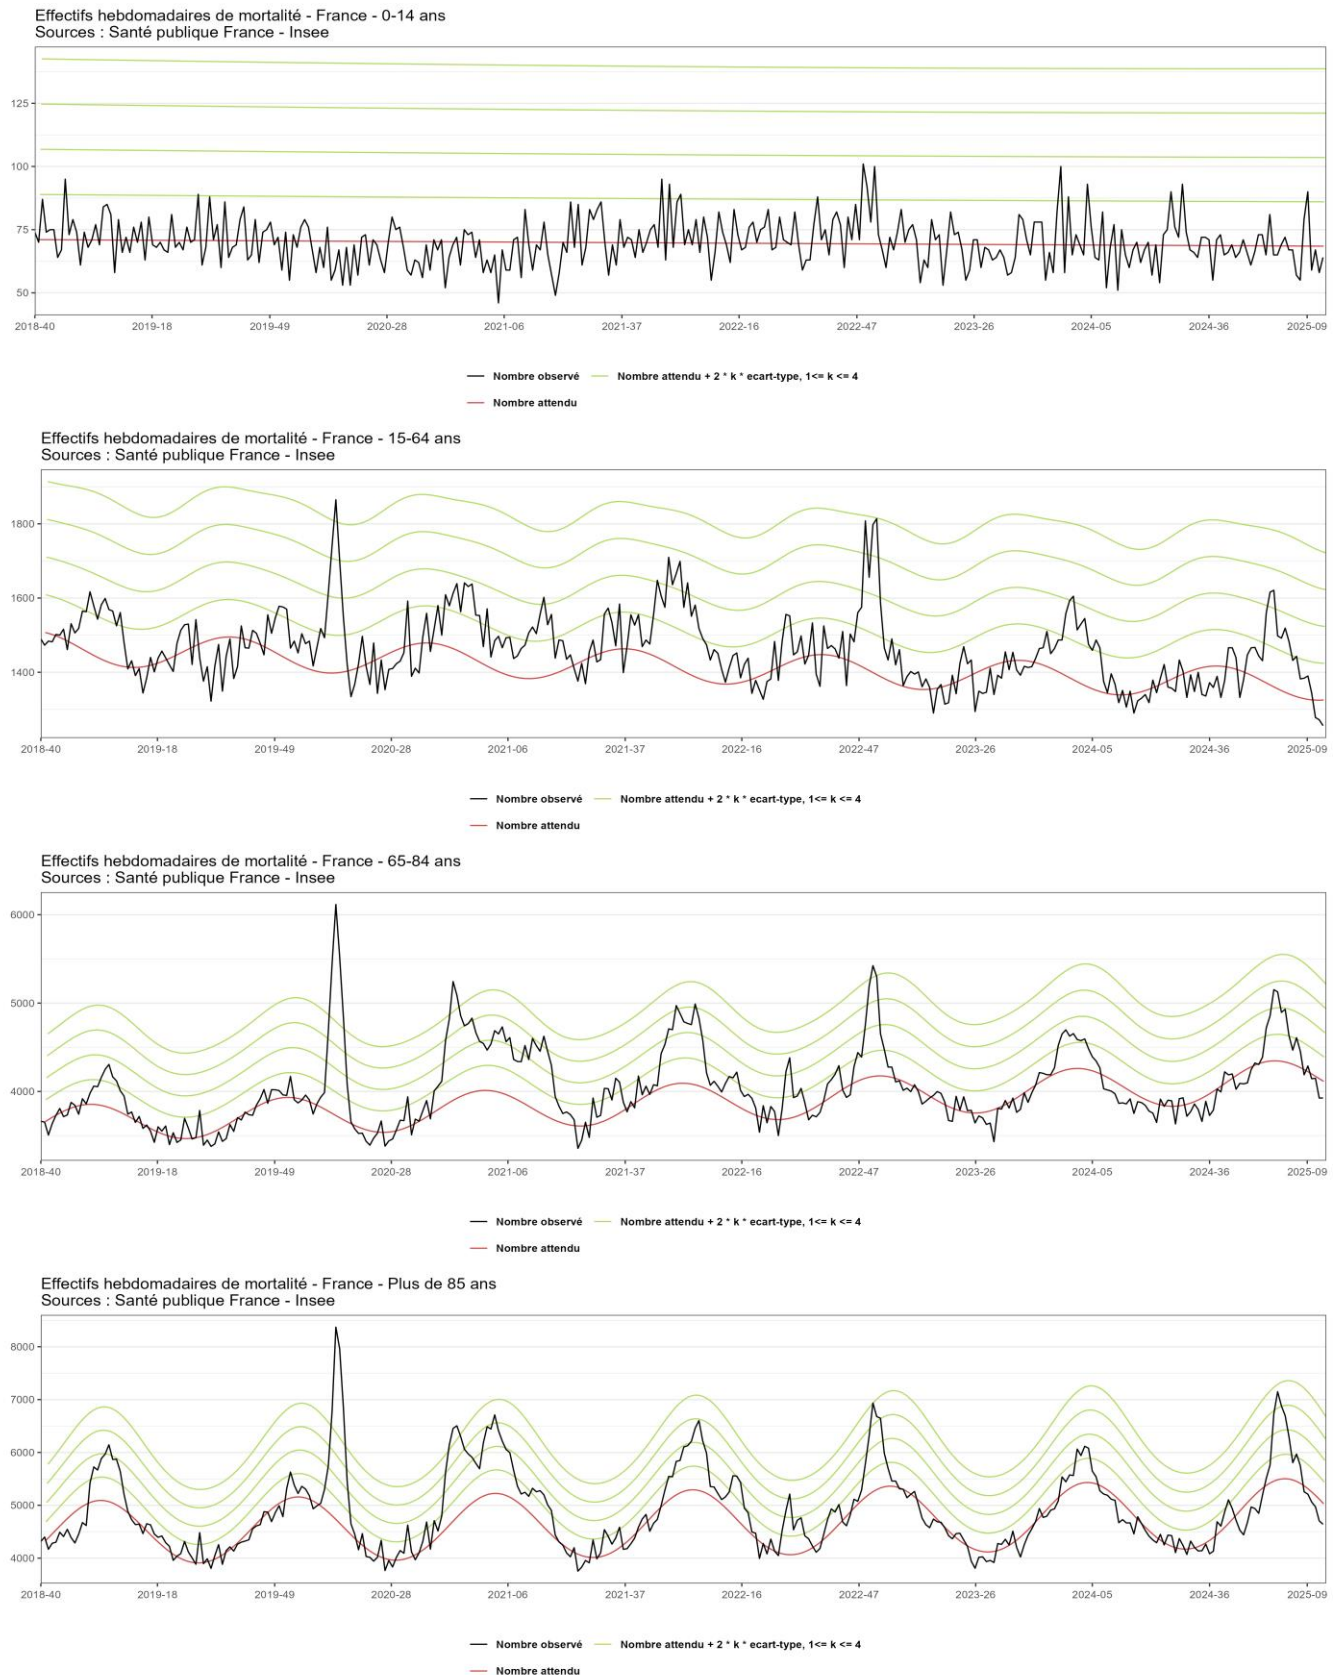 Effectifs hebdomadaires de mortalité - France - 0-14 ans
Sources : Santé publique France - Insee
125
100
75
50
2018-40 2019-18 2019-49 2020-28 2021-06 2021-37 2022-16 2022-47 2023-26 2024-05 2024-36 2025-09
Nombre observé Nombre attendu + 2 * k * ecart-type, 1<= k <= 4
Nombre attendu
Effectifs hebdomadaires de mortalité - France - 15-64 ans
Sources : Santé publique France - Insee
1800
1600
1400
2018-40 2019-18 2019-49 2020-28 2021-06 2021-37 2022-16 2022-47 2023-26 2024-05 2024-36 2025-09
Nombre observé Nombre attendu + 2 * k * ecart-type, 1<= k <= 4
Nombre attendu
Effectifs hebdomadaires de mortalité - France - 65-84 ans
Sources : Santé publique France - Insee
6000
5000
4000
2018-40 2019-18 2019-49 2020-28 2021-06 2021-37 2022-16 2022-47 2023-26 2024-05 2024-36 2025-09
Nombre observé Nombre attendu + 2 * k * ecart-type, 1<= k <= 4
Nombre attendu
Effectifs hebdomadaires de mortalité - France - Plus de 85 ans
Sources : Santé publique France - Insee
8000
7000
6000
5000
4000
2018-40 2019-18 2019-49 2020-28 2021-06 2021-37 2022-16 2022-47 2023-26 2024-05 2024-36 2025-09
Nombre observé Nombre attendu + 2 * k * ecart-type, 1<= k <= 4
Nombre attendu